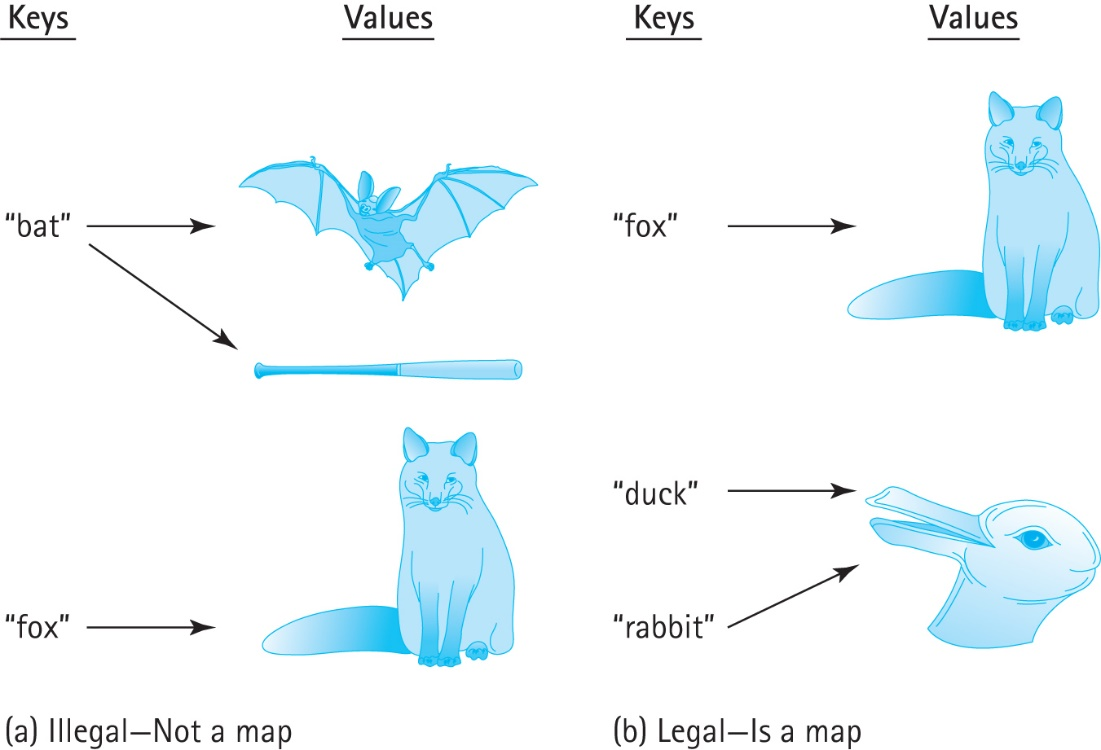 Keys Values Keys Values
“bat”
“fox”
“duck”
“rabbit”
“fox”
(a) Illegal—Not a map
(b) Legal—Is a map